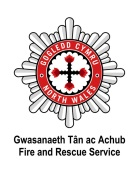 GOGLEDD CYMRU
NORTH WALES
Gwasanaeth Tân ac Achub
Fire and Rescue Service